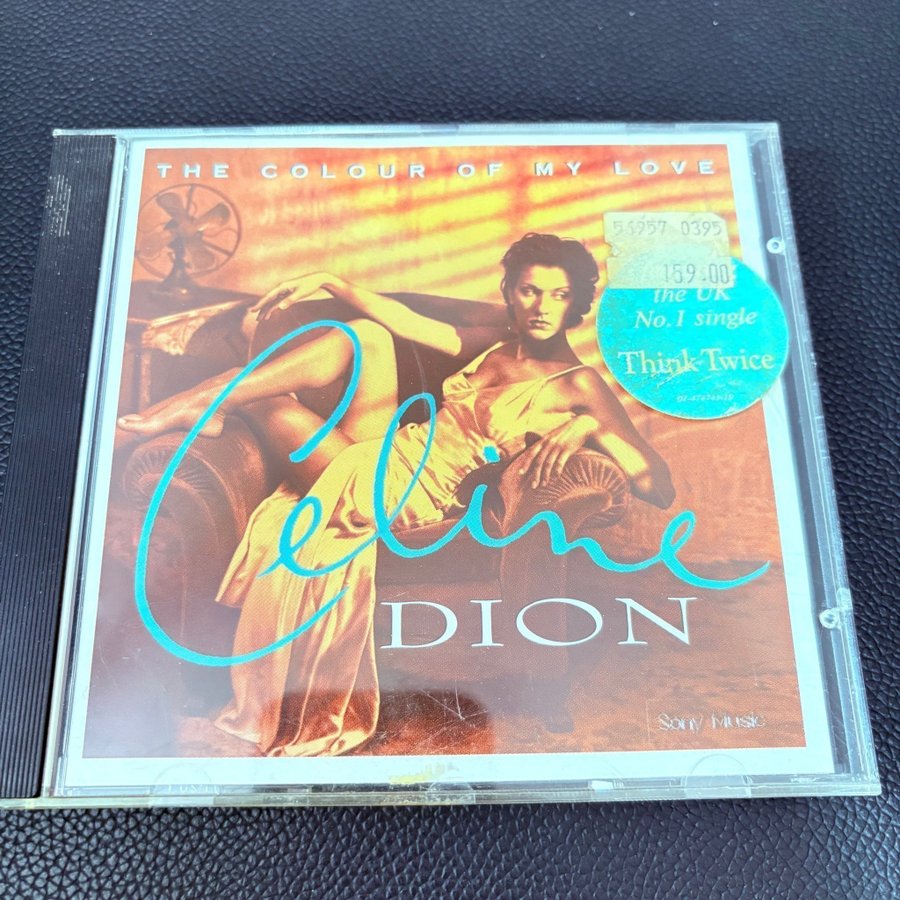 THE COLOUR OF MY LOVE
0395
159.00
the UK
No.1 single
Think Twice
Celine
DION
Sony Music